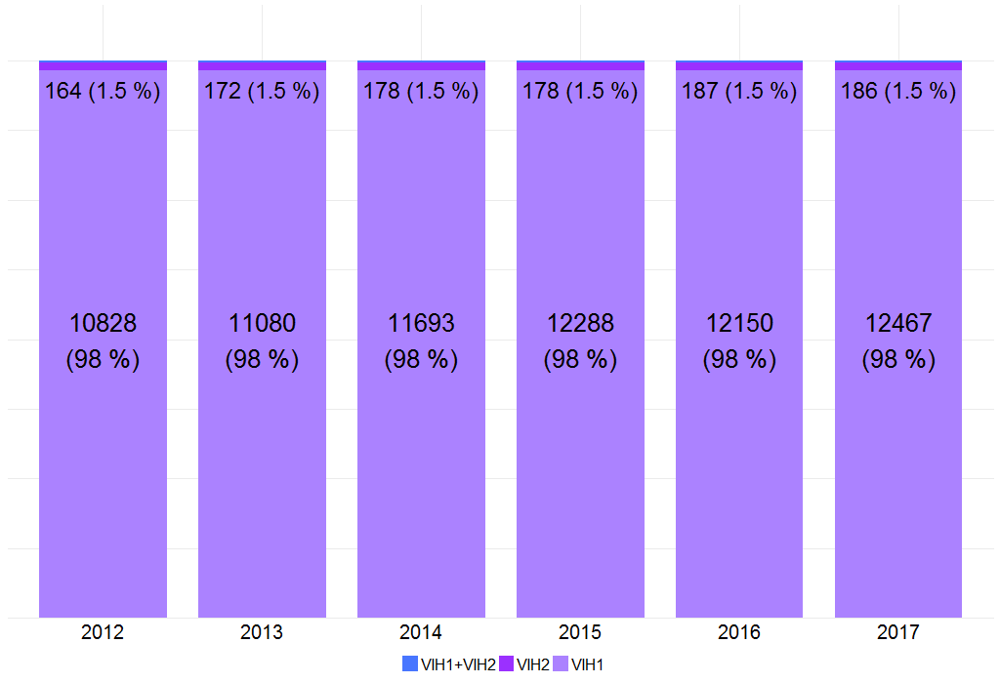 164 (1.5 %) 172 (1.5 %) 178 (1.5 %) 178 (1.5 %) 187 (1.5 %) 186 (1.5 %)
10828 11080 11693 12288 12150 12467
(98 %) (98 %) (98 %) (98 %) (98 %) (98 %)
2012 2013 2014 2015 2016 2017
VIH1+VIH2 VIH2 VIH1